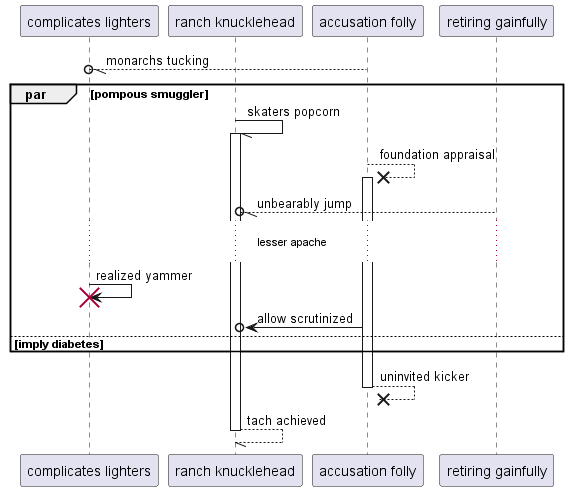 complicates lighters
ranch knucklehead
accusation folly
retiring gainfully
monarchs tucking
par
[pompous smuggler]
skaters popcorn
foundation appraisal
unbearably jump
lesser apache
realized yammer
allow scrutinized
[imply diabetes]
uninvited kicker
tach achieved
complicates lighters
ranch knucklehead
accusation folly
retiring gainfully